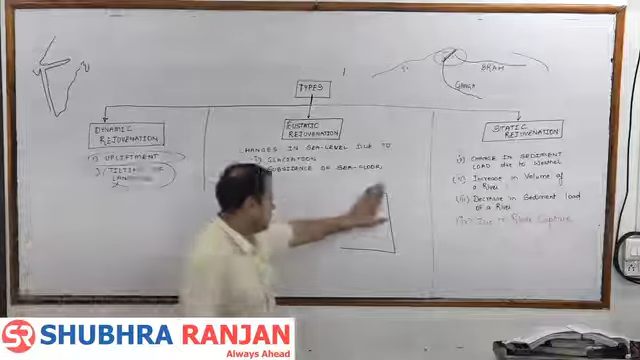 BRAH
GANGA
TYPES
DYNAMIC
REJUVENATION
EUSTATIC
REJUVENATION
STATIC
REJUVENATION
UPLIFTMENT
CHANGES IN SEA-LEVEL DUE TO
i) GLACIATION
SUBSIDENCE OF SEA-FLOOR
(i) CHANGE IN SEDIMENT
LOAD due to Weather
(ii) Increase in Volume of
a River
(iii) Decrease in Sediment Load
of a River
(iv) Due to River Capture
SR SHUBHRA RANJAN
Always Ahead